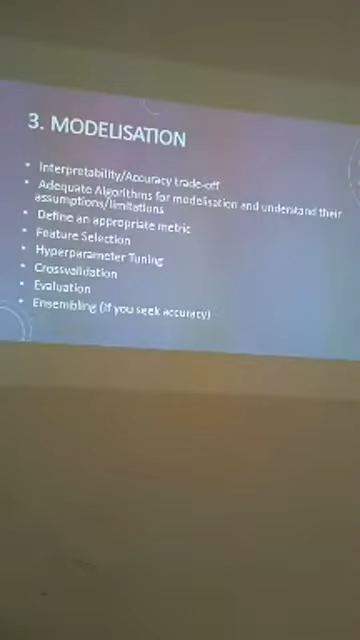 3. MODELISATION
• Interpretability/Accuracy trade-off
• Adequate Algorithms for modelisation and understand their
assumptions/limitations
• Define an appropriate metric
• Feature Selection
• Hyperparameter Tuning
• Crossvalidation
• Evaluation
• Ensembling (if you seek accuracy)